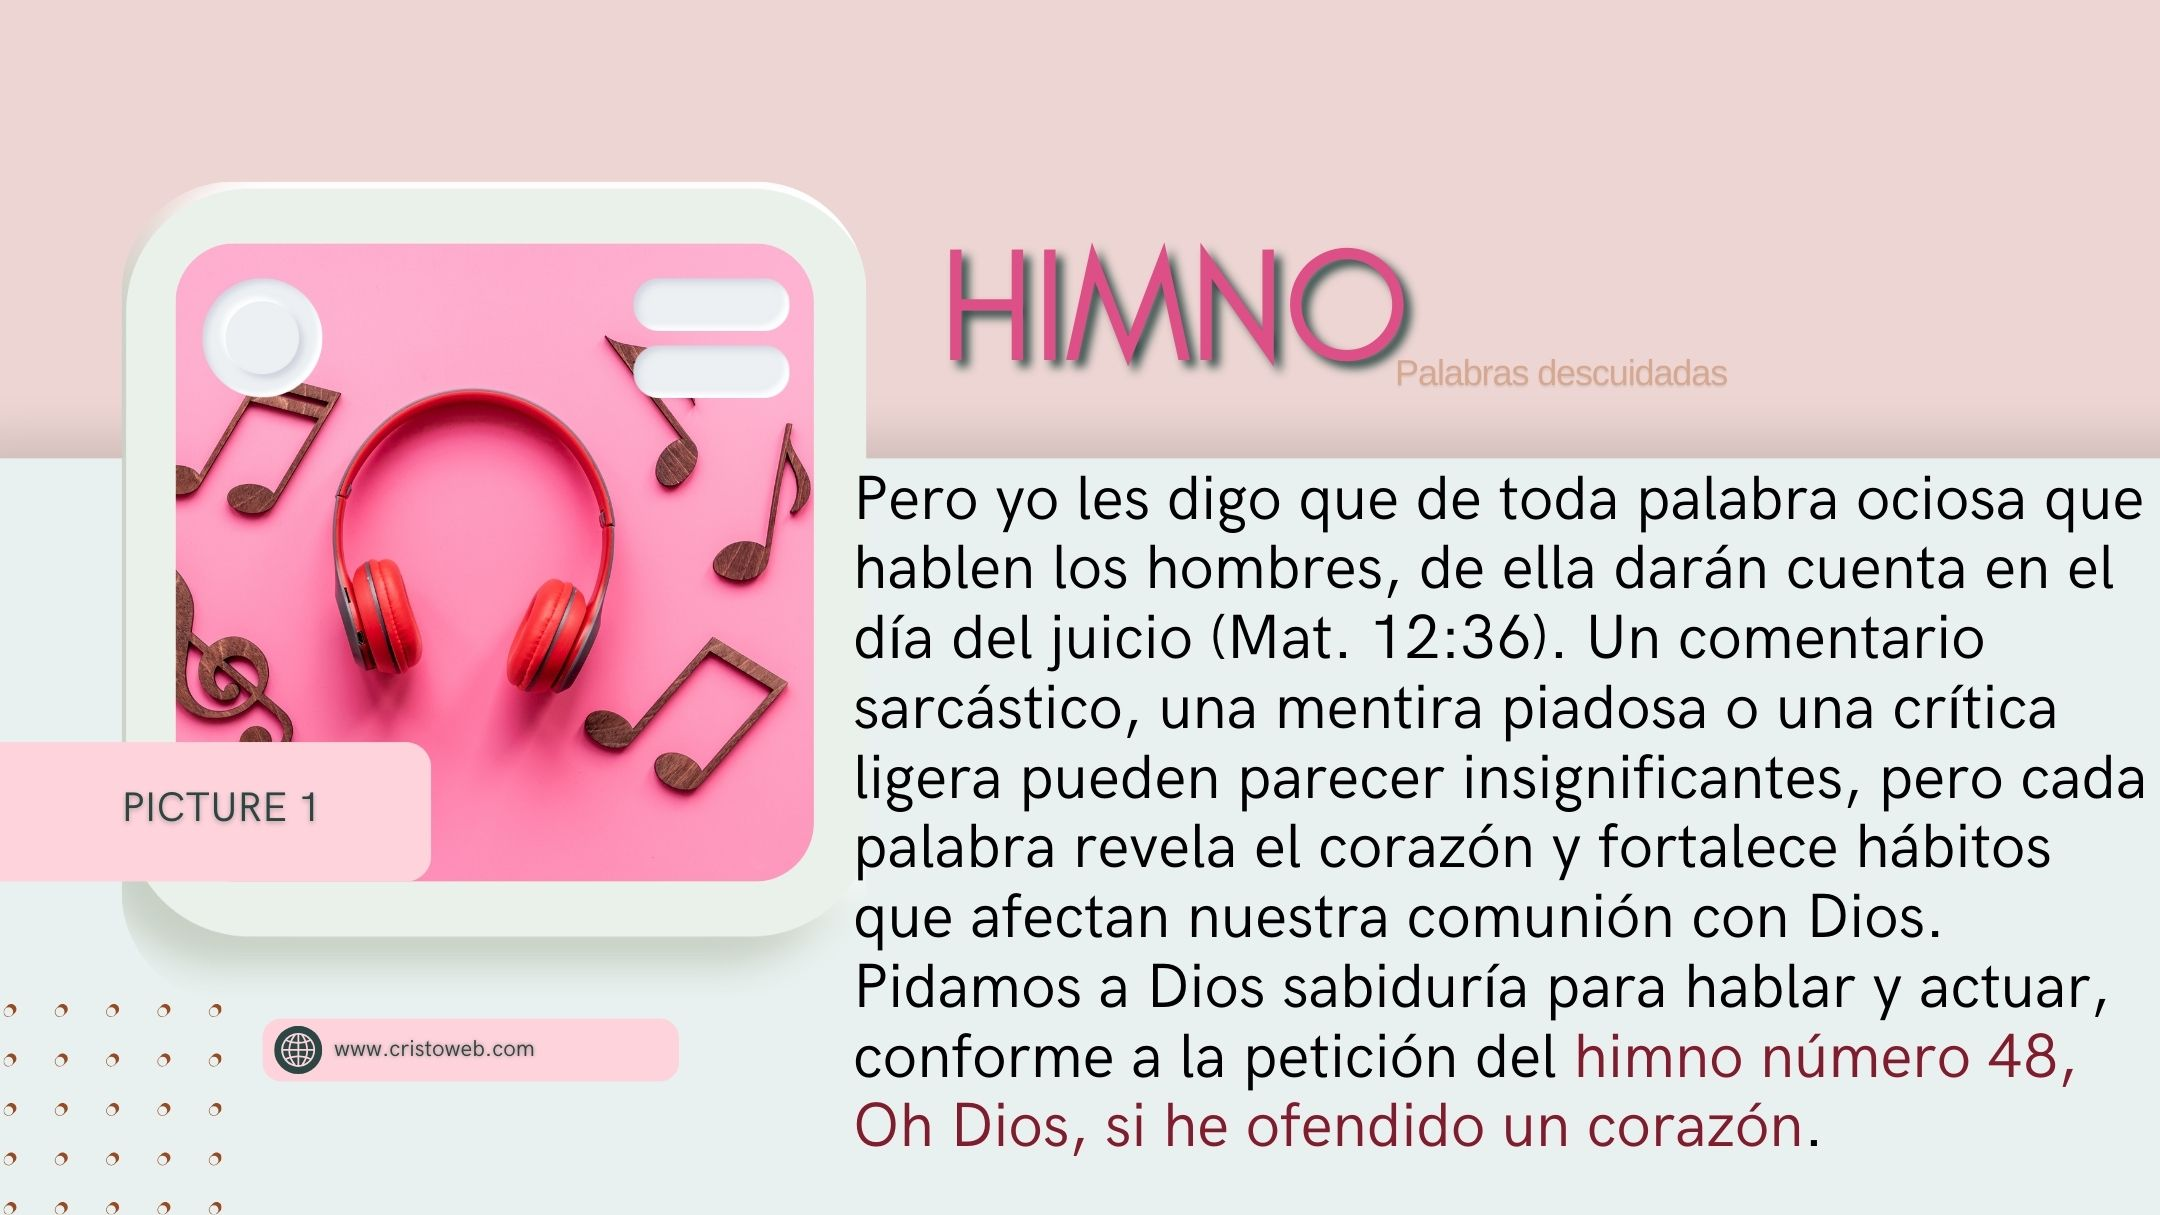 HIMNO
Palabras descuidadas
Pero yo les digo que de toda palabra ociosa que
hablen los hombres, de ella darán cuenta en el
día del juicio (Mat. 12:36). Un comentario
sarcástico, una mentira piadosa o una crítica
ligera pueden parecer insignificantes, pero cada
palabra revela el corazón y fortalece hábitos
que afectan nuestra comunión con Dios.
Pidamos a Dios sabiduría para hablar y actuar,
conforme a la petición del himno número 48,
Oh Dios, si he ofendido un corazón.
PICTURE 1
www.cristoweb.com